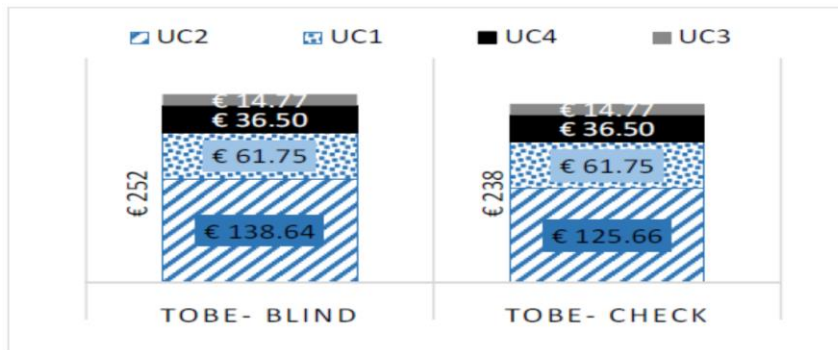 UC2 UC1 UC4 UC3
€ 14.77 € 14.77
€ 36.50 € 36.50
€ 61.75 € 61.75
€ 252 € 238
€ 138.64 € 125.66
TOBE- BLIND TOBE- CHECK